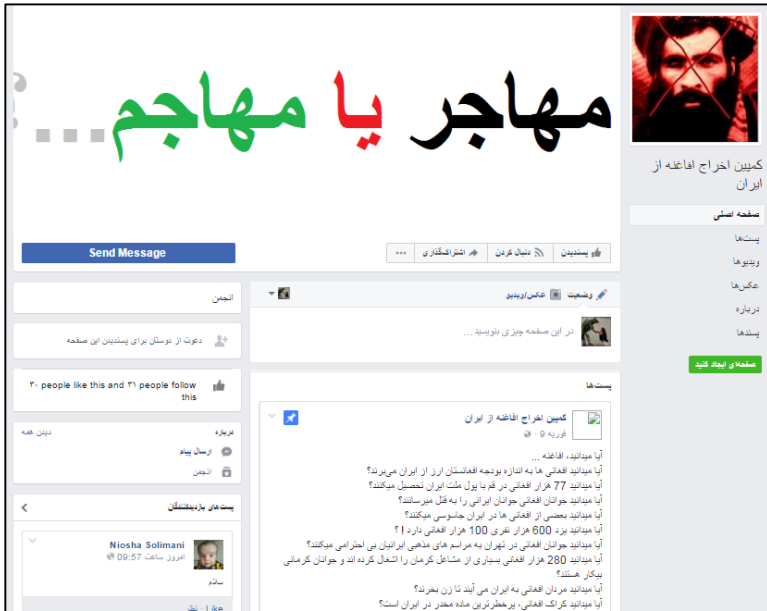 مهاجر یا مهاجم...؟
کمپین اخراج افاغنه از
ایران
صفحه اصلی
پست‌ها
ویدیوها
عکس‌ها
درباره
پسندها
صفحه‌ای ایجاد کنید
پسندیدن
دنبال کردن
اشتراک‌گذاری
Send Message
وضعیت
عکس/ویدیو
در این صفحه چیزی بنویسید...
پست‌ها
کمپین اخراج افاغنه از ایران
فوریه 9
آیا میدانید، افاغنه ...
آیا میدانید افغانی ها به اندازه بودجه افغانستان ارز از ایران می‌برند؟
آیا میدانید 77 هزار افغانی در قم با پول ملت ایران تحصیل میکنند؟
آیا میدانید جوانان افغانی جوانان ایرانی را به قتل میرسانند؟
آیا میدانید بعضی از افغانی ها در ایران جاسوسی میکنند؟
آیا میدانید یزد 600 هزار نفری 100 هزار افغانی دارد ! ؟
آیا میدانید جوانان افغانی در تهران به مراسم های مذهبی ایرانیان بی احترامی میکنند؟
آیا میدانید 280 هزار افغانی بسیاری از مشاغل کرمان را اشغال کرده اند و جوانان کرمانی
بیکار هستند؟
آیا میدانید مردان افغانی به ایران می آیند تا زن بخرند؟
آیا میدانید کراک افغانی، پرخطرترین ماده مخدر در ایران است؟
انجمن
دعوت از دوستان برای پسندیدن این صفحه
۳۰ people like this and ۳۱ people follow
this
درباره
دیدن همه
ارسال پیام
انجمن
پست های بازدیدکنندگان
Niosha Solimani
امروز ساعت 09:57
سلام
Like · نظر